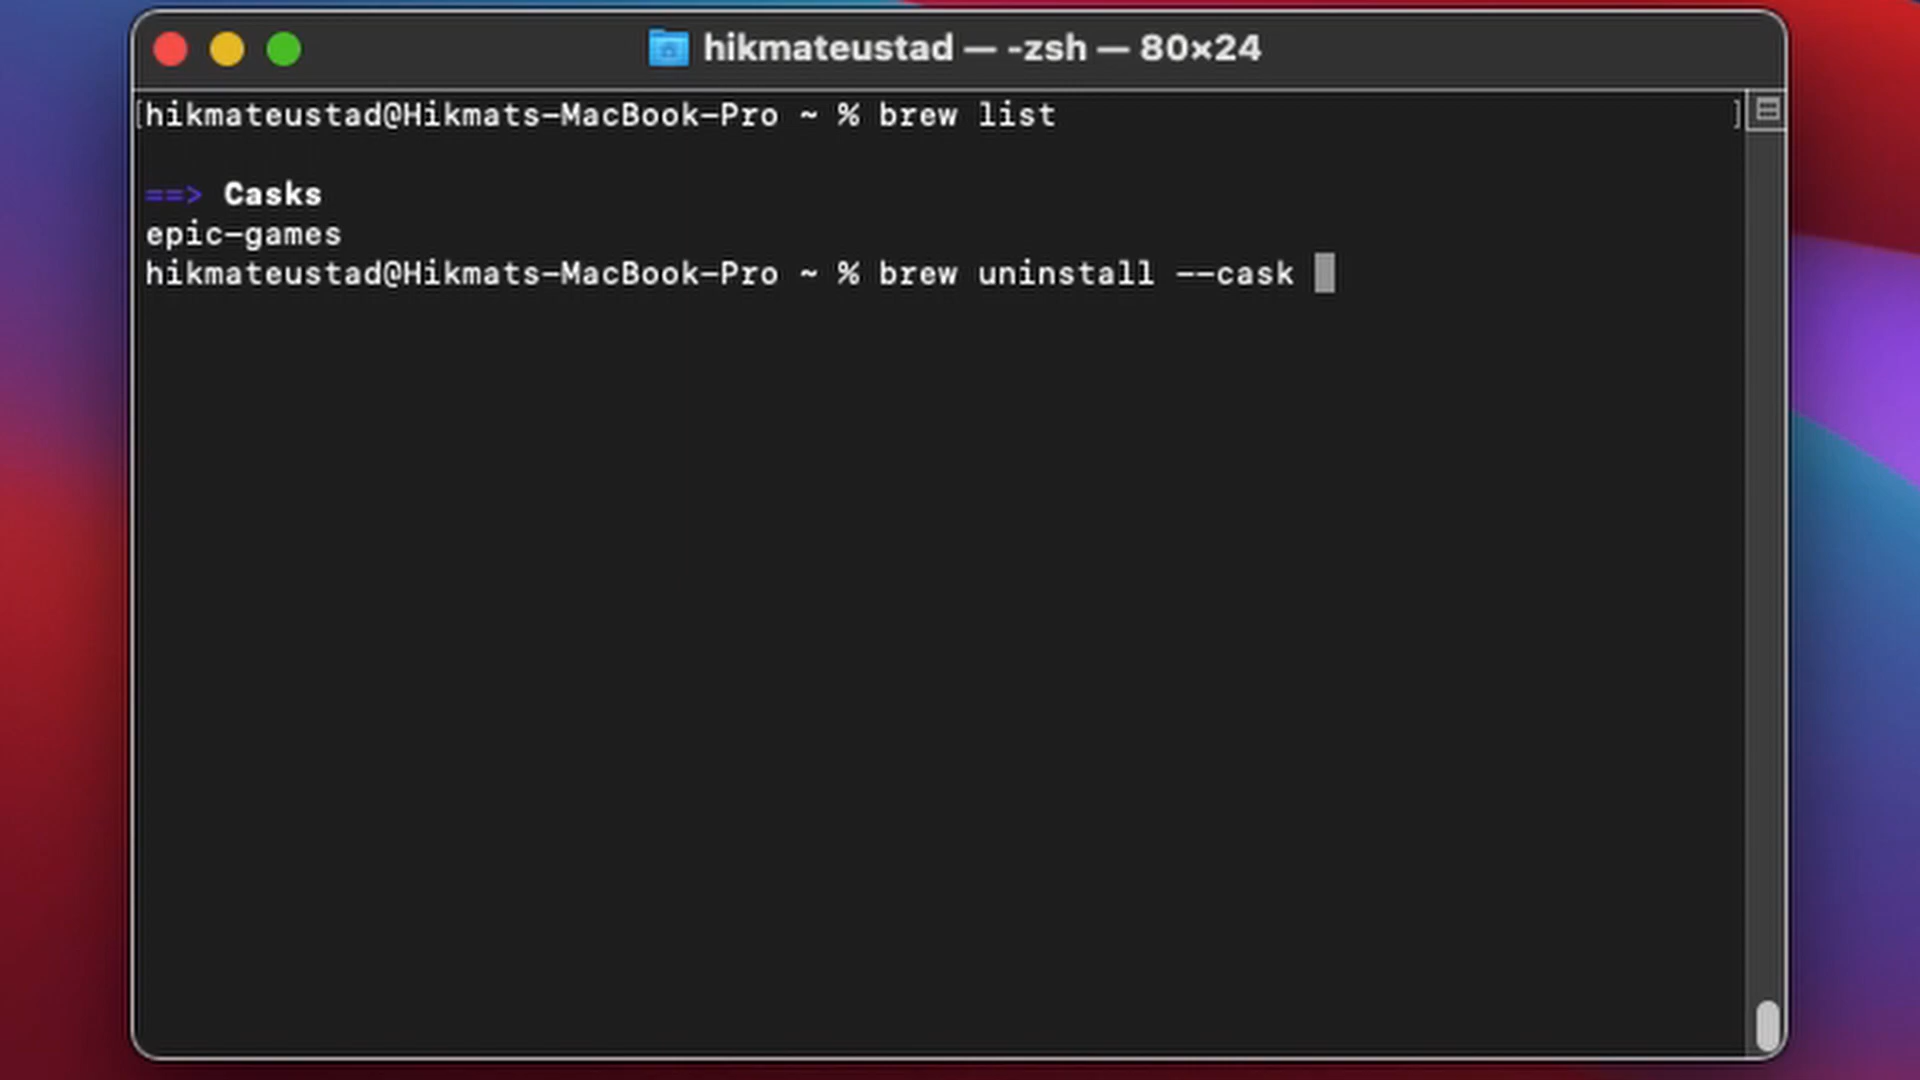 hikmateustad — -zsh — 80×24
[hikmateustad@Hikmats-MacBook-Pro ~ % brew list ]
==> Casks
epic-games
hikmateustad@Hikmats-MacBook-Pro ~ % brew uninstall --cask